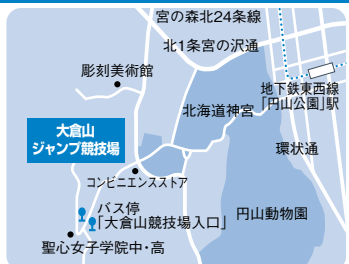 宮の森北24条線
北1条宮の沢通
彫刻美術館
地下鉄東西線
「円山公園」駅
北海道神宮
大倉山
ジャンプ競技場
環状通
コンビニエンスストア
バス停
「大倉山競技場入口」
円山動物園
聖心女子学院中・高